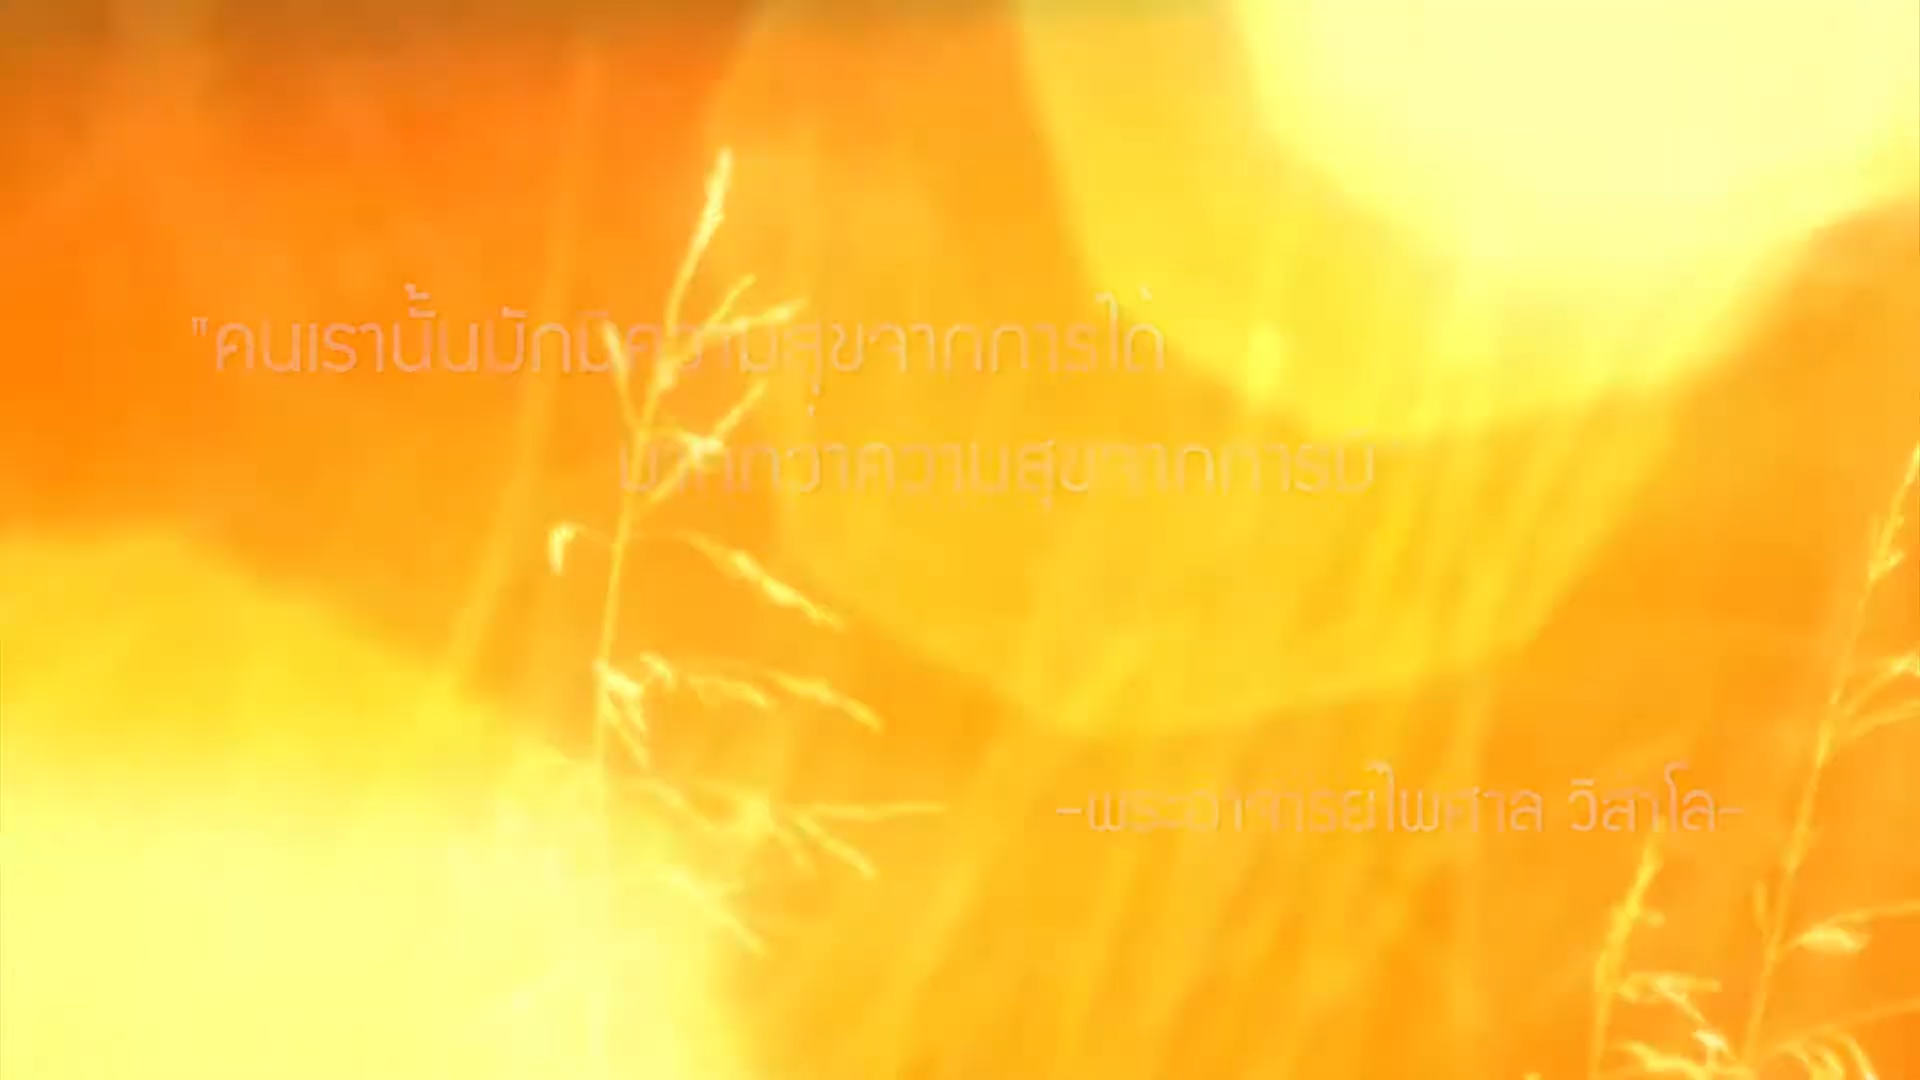 "คนเรานั้นมักมีความสุขจากการได้
มากกว่าความสุขจากการมี"
-พระอาจารย์ไพศาล วิสาโล-